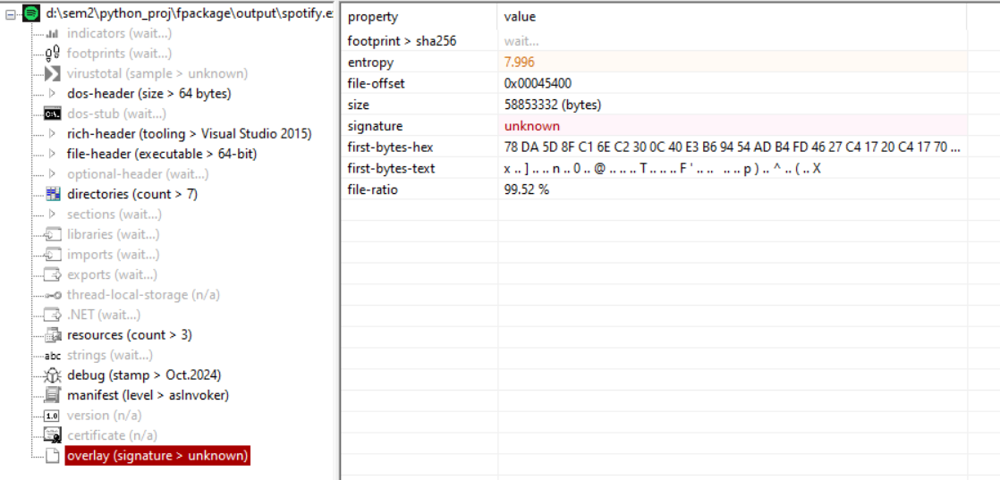 d:\sem2\python_proj\fpackage\output\spotify.e
indicators (wait...)
footprints (wait...)
virustotal (sample > unknown)
dos-header (size > 64 bytes)
dos-stub (wait...)
rich-header (tooling > Visual Studio 2015)
file-header (executable > 64-bit)
optional-header (wait...)
directories (count > 7)
sections (wait...)
libraries (wait...)
imports (wait...)
exports (wait...)
thread-local-storage (n/a)
.NET (wait...)
resources (count > 3)
abc strings (wait...)
debug (stamp > Oct.2024)
manifest (level > asInvoker)
1.0 version (n/a)
certificate (n/a)
overlay (signature > unknown)
property value
footprint > sha256 wait...
entropy 7.996
file-offset 0x00045400
size 58853332 (bytes)
signature unknown
first-bytes-hex 78 DA 5D 8F C1 6E C2 30 0C 40 E3 B6 94 54 AD B4 FD 46 27 C4 17 20 C4 17 70 ...
first-bytes-text x .. ] .. .. n .. 0 .. @ .. .. .. T .. .. .. F ' .. .. .. .. p ) .. ^ .. ( .. X
file-ratio 99.52 %